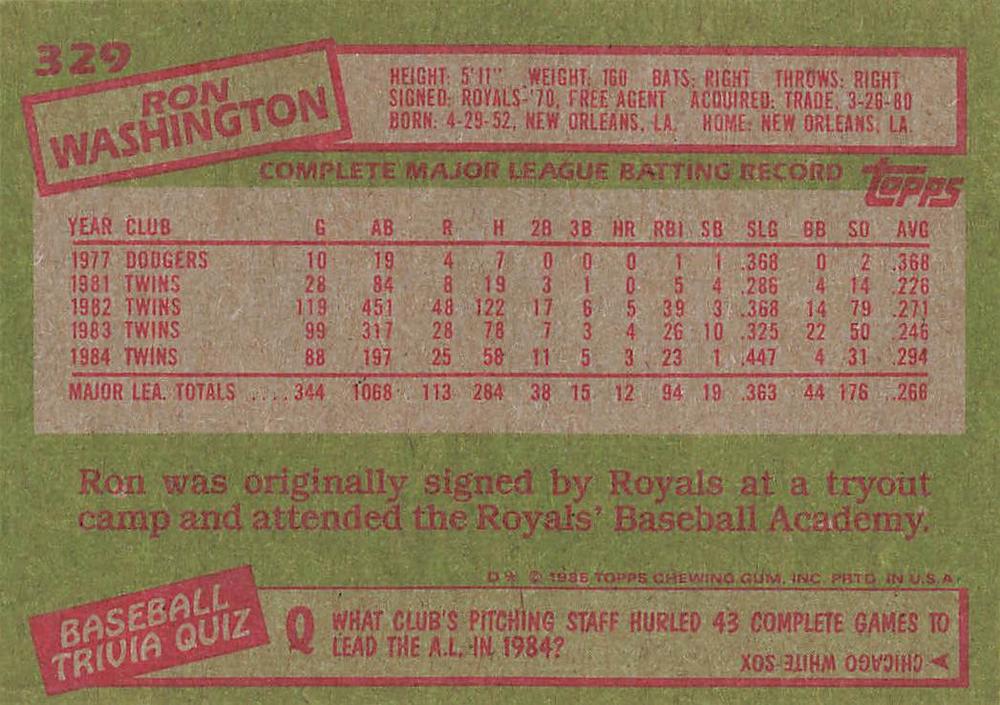 329
RON
WASHINGTON
HEIGHT: 5'11" WEIGHT: 160 BATS: RIGHT THROWS: RIGHT
SIGNED: ROYALS-'70, FREE AGENT ACQUIRED: TRADE, 3-26-80
BORN: 4-29-52, NEW ORLEANS, LA. HOME: NEW ORLEANS, LA.
COMPLETE MAJOR LEAGUE BATTING RECORD
TOPPS
YEAR CLUB G AB R H 2B 3B HR RBI SB SLG BB SO AVG
1977 DODGERS 10 19 4 7 0 0 0 1 1 .368 0 2 .368
1981 TWINS 28 84 8 19 3 1 0 5 4 .286 4 14 .226
1982 TWINS 119 451 48 122 17 6 5 39 3 .368 14 79 .271
1983 TWINS 99 317 28 78 7 3 4 26 10 .325 22 50 .246
1984 TWINS 88 197 25 58 11 5 3 23 1 .447 4 31 .294
MAJOR LEA. TOTALS ....344 1068 113 284 38 15 12 94 19 .363 44 176 .266
Ron was originally signed by Royals at a tryout
camp and attended the Royals' Baseball Academy.
D* © 1985 TOPPS CHEWING GUM, INC. PRTD. IN U.S.A.
BASEBALL
TRIVIA QUIZ
Q WHAT CLUB'S PITCHING STAFF HURLED 43 COMPLETE GAMES TO
LEAD THE A.L. IN 1984?
CHICAGO WHITE SOX